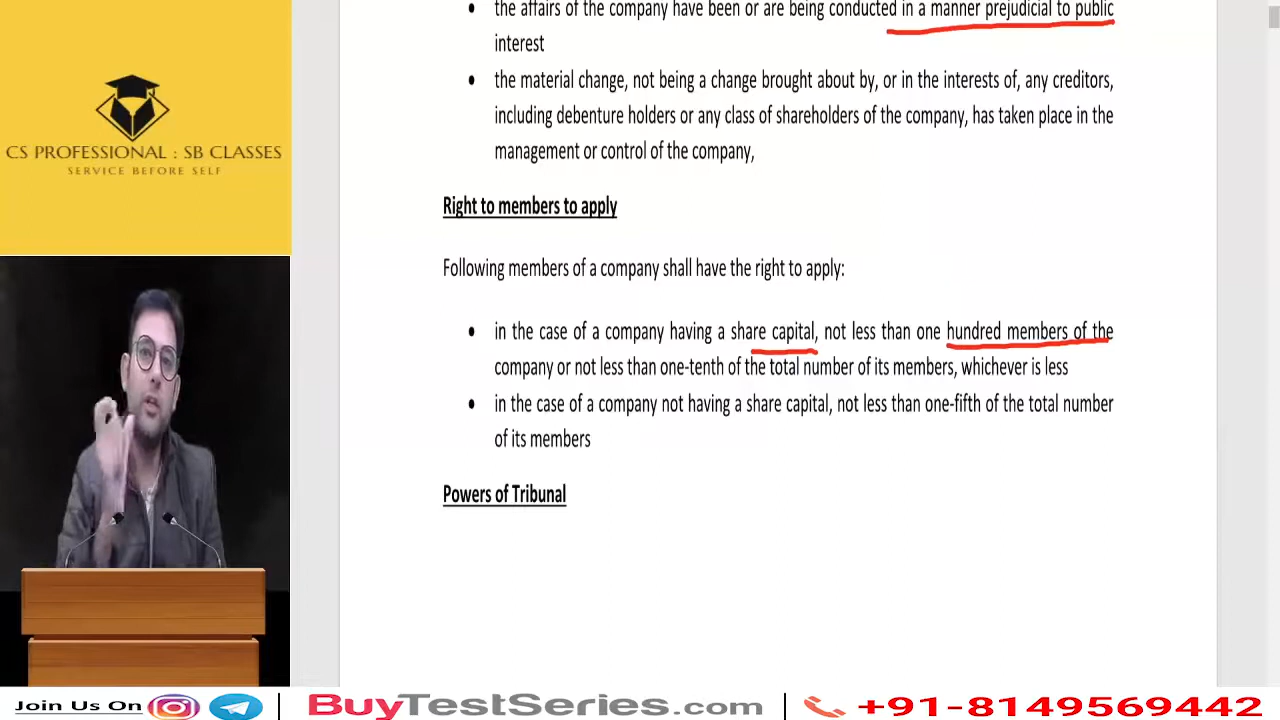 the affairs of the company have been or are being conducted in a manner prejudicial to public
interest
the material change, not being a change brought about by, or in the interests of, any creditors,
including debenture holders or any class of shareholders of the company, has taken place in the
management or control of the company,
CS PROFESSIONAL : SB CLASSES
SERVICE BEFORE SELF
Right to members to apply
Following members of a company shall have the right to apply:
in the case of a company having a share capital, not less than one hundred members of the
company or not less than one-tenth of the total number of its members, whichever is less
in the case of a company not having a share capital, not less than one-fifth of the total number
of its members
Powers of Tribunal
Join Us On
BuyTestSeries.com
+91-8149569442